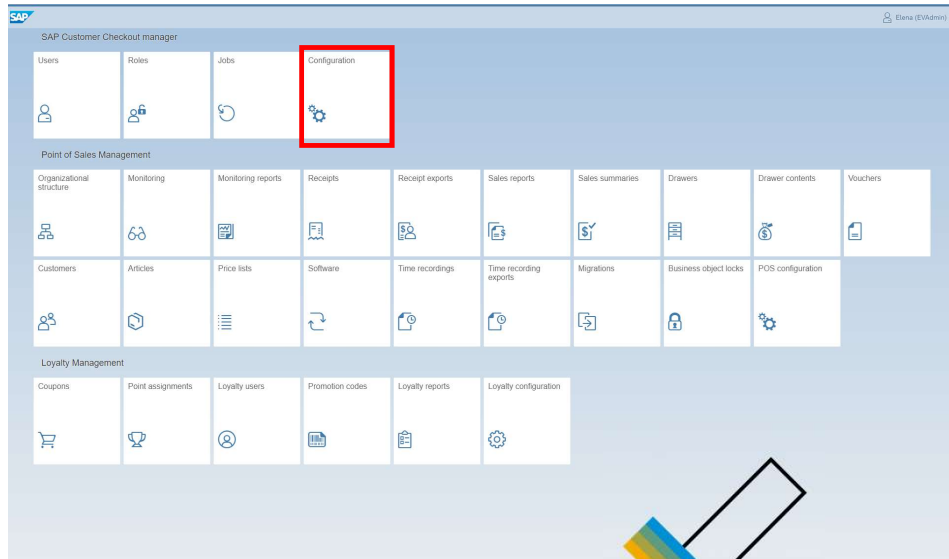 SAP
Elena (EVAdmin)
SAP Customer Checkout manager
Users
Roles
Jobs
Configuration
Point of Sales Management
Organizational
structure
Monitoring
Monitoring reports
Receipts
Receipt exports
Sales reports
Sales summaries
Drawers
Drawer contents
Vouchers
Customers
Articles
Price lists
Software
Time recordings
Time recording
exports
Migrations
Business object locks
POS configuration
Loyalty Management
Coupons
Point assignments
Loyalty users
Promotion codes
Loyalty reports
Loyalty configuration